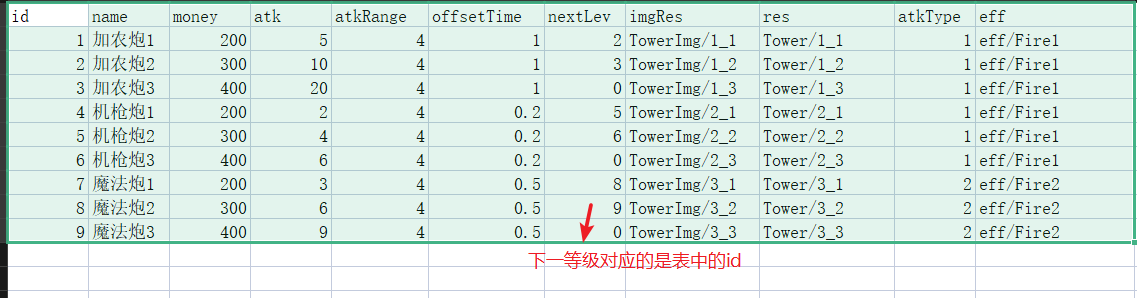 id name money atk atkRange offsetTime nextLev imgRes res atkType eff
1 加农炮1 200 5 4 1 2 TowerImg/1_1 Tower/1_1 1 eff/Fire1
2 加农炮2 300 10 4 1 3 TowerImg/1_2 Tower/1_2 1 eff/Fire1
3 加农炮3 400 20 4 1 0 TowerImg/1_3 Tower/1_3 1 eff/Fire1
4 机枪炮1 200 2 4 0.2 5 TowerImg/2_1 Tower/2_1 1 eff/Fire1
5 机枪炮2 300 4 4 0.2 6 TowerImg/2_2 Tower/2_2 1 eff/Fire1
6 机枪炮3 400 6 4 0.2 0 TowerImg/2_3 Tower/2_3 1 eff/Fire1
7 魔法炮1 200 3 4 0.5 8 TowerImg/3_1 Tower/3_1 2 eff/Fire2
8 魔法炮2 300 6 4 0.5 9 TowerImg/3_2 Tower/3_2 2 eff/Fire2
9 魔法炮3 400 9 4 0.5 0 TowerImg/3_3 Tower/3_3 2 eff/Fire2
下一等级对应的是表中的id